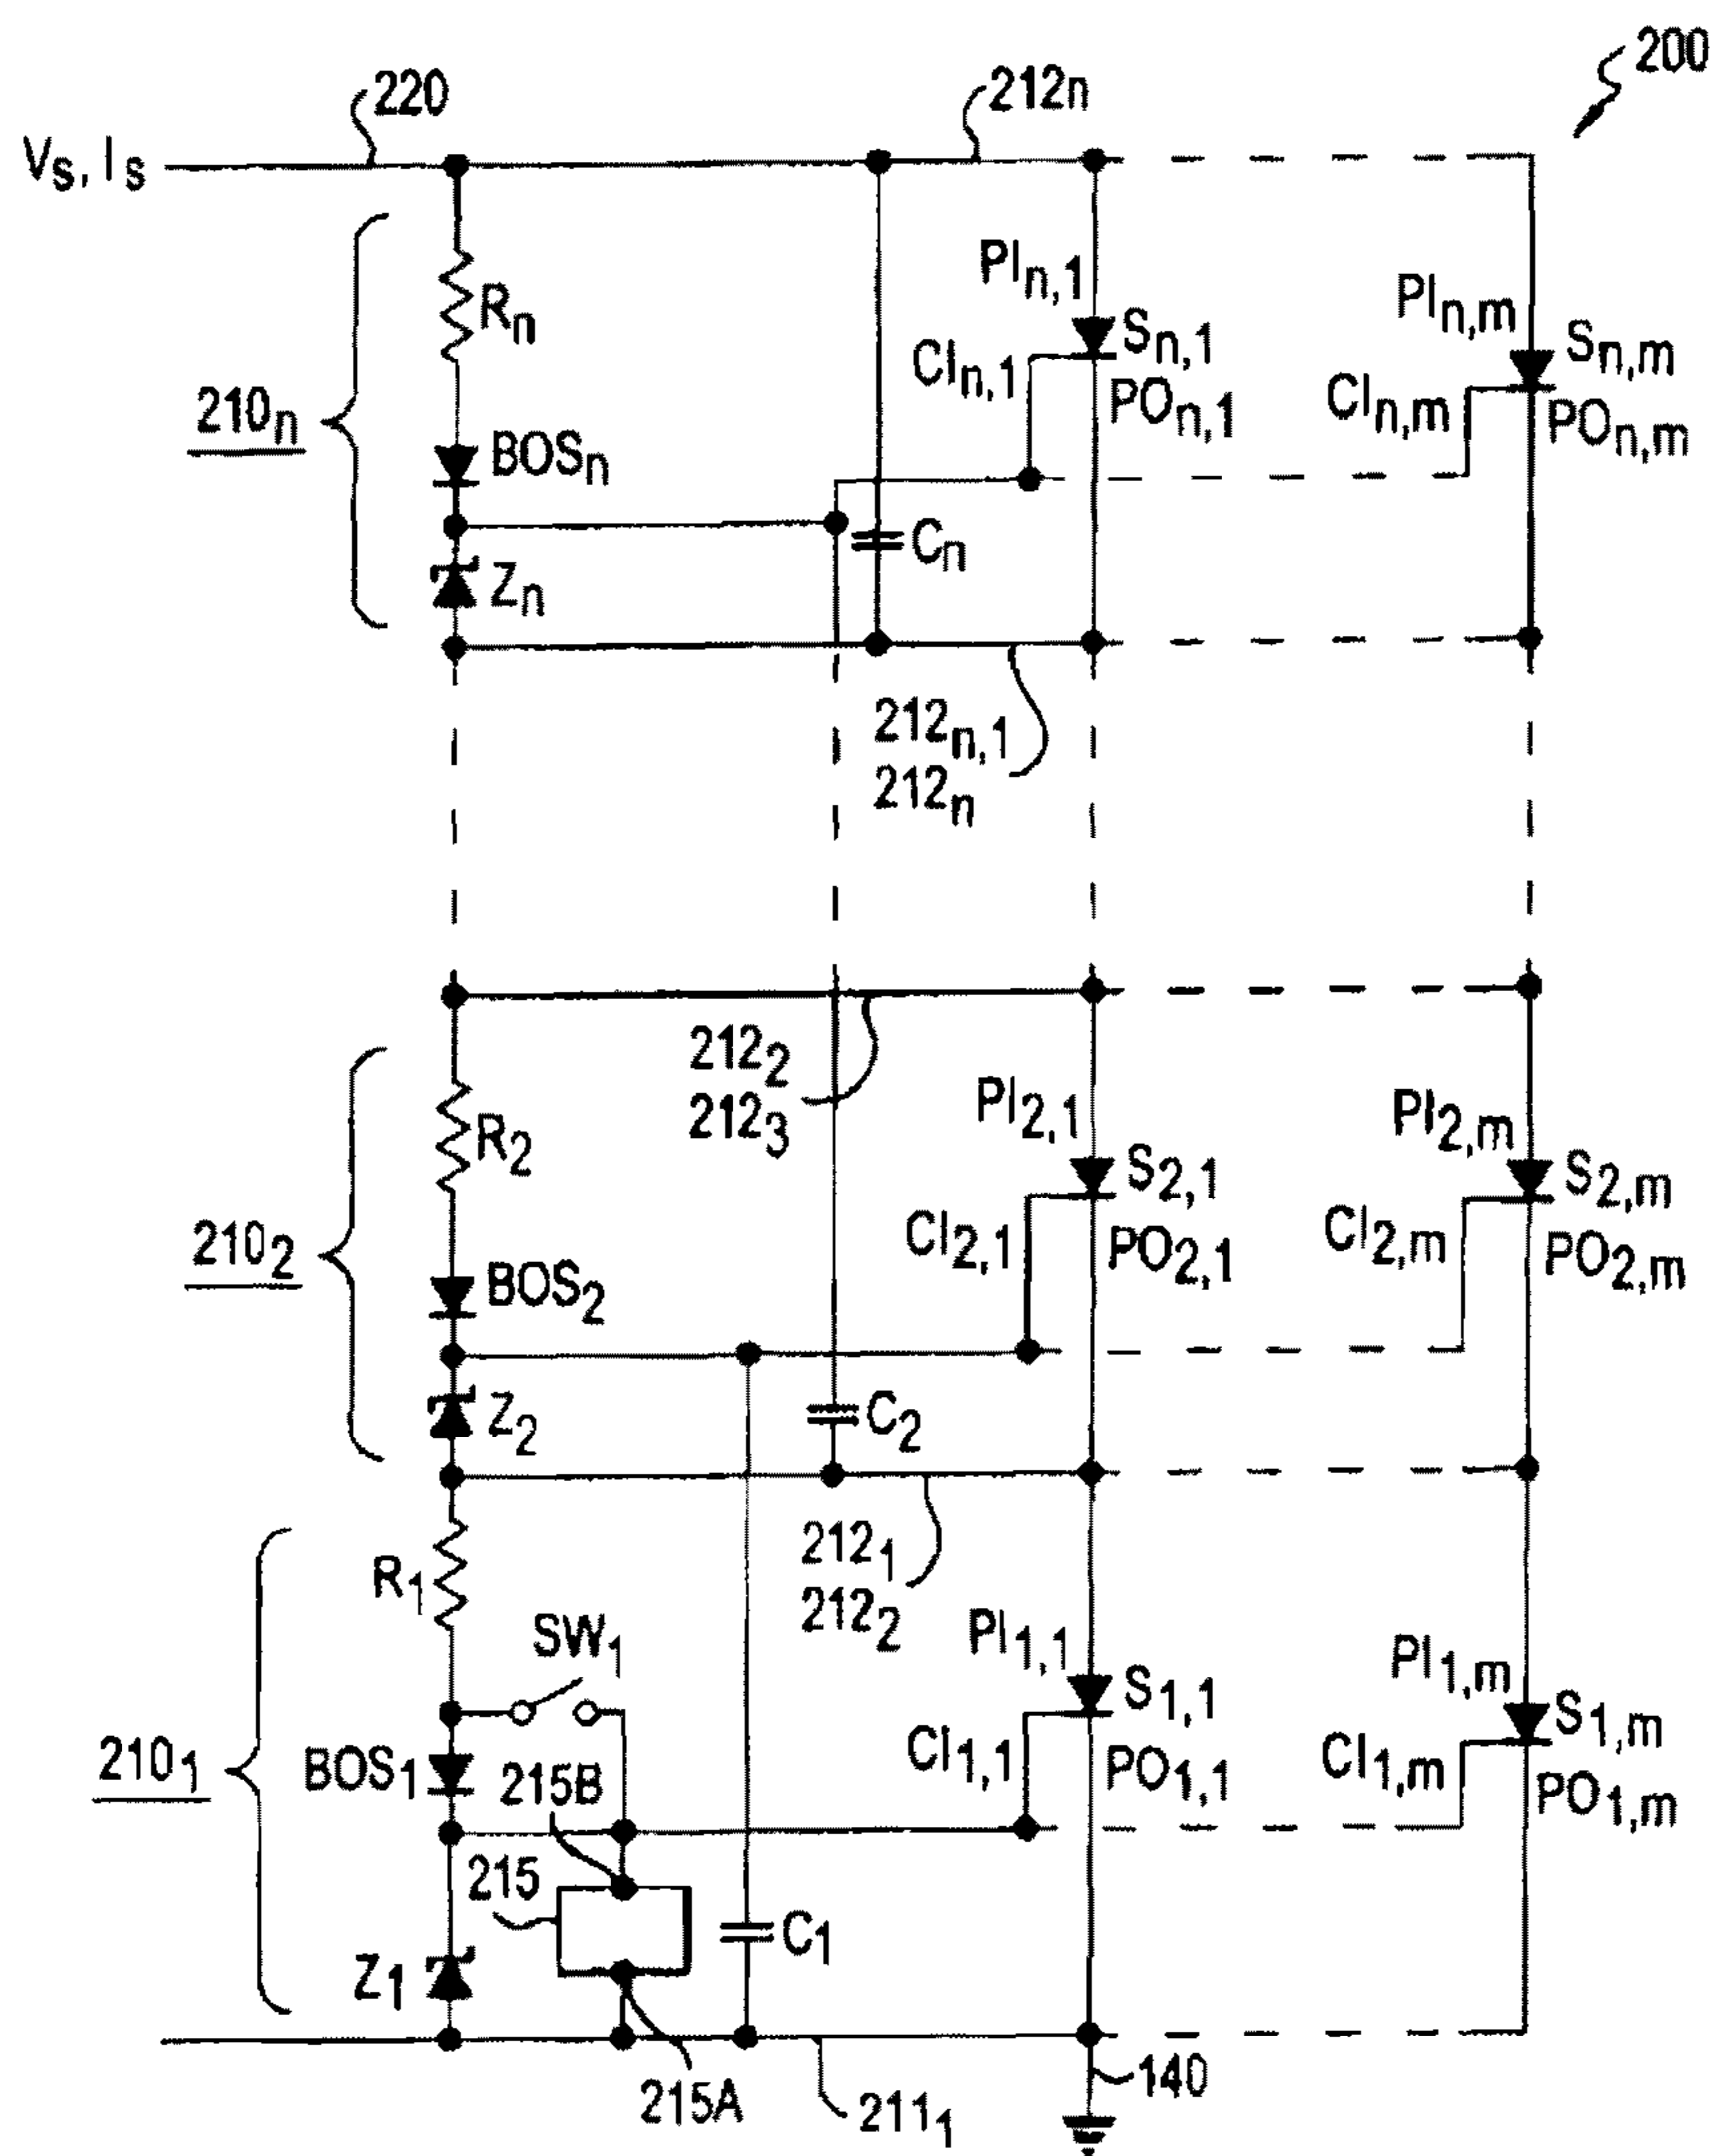 200
220
212n
Vs, Is
PIn,1
PIn,m
Rn
Sn,1
Sn,m
CIn,1
CIn,m
210n
POn,1
POn,m
BOSn
Cn
Zn
212n,1
212n
2122
2123
PI2,1
PI2,m
R2
S2,1
S2,m
2102
CI2,1
CI2,m
PO2,1
PO2,m
BOS2
Z2
C2
2121
2122
R1
SW1
PI1,1
PI1,m
S1,1
S1,m
2101
BOS1
215B
CI1,1
CI1,m
PO1,1
PO1,m
215
C1
Z1
215A
2111
140